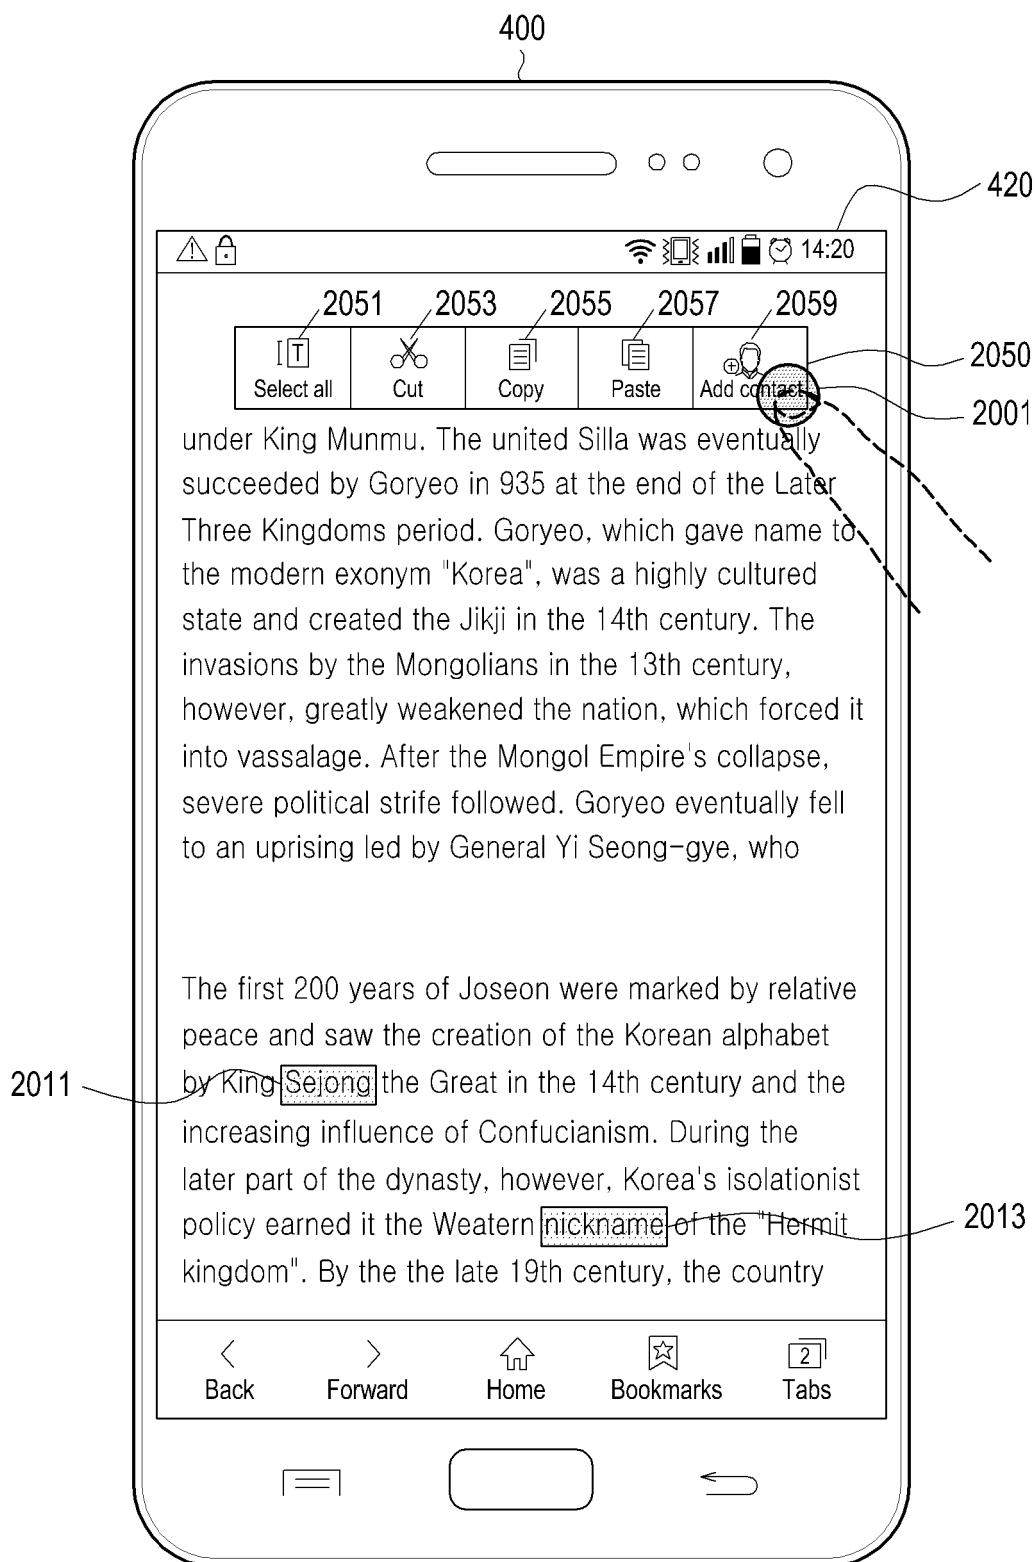 400
420
14:20
2051 2053 2055 2057 2059
2050
Select all Cut Copy Paste Add contact
2001
under King Munmu. The united Silla was eventually
succeeded by Goryeo in 935 at the end of the Later
Three Kingdoms period. Goryeo, which gave name to
the modern exonym "Korea", was a highly cultured
state and created the Jikji in the 14th century. The
invasions by the Mongolians in the 13th century,
however, greatly weakened the nation, which forced it
into vassalage. After the Mongol Empire's collapse,
severe political strife followed. Goryeo eventually fell
to an uprising led by General Yi Seong-gye, who
The first 200 years of Joseon were marked by relative
peace and saw the creation of the Korean alphabet
2011
by King Sejong the Great in the 14th century and the
increasing influence of Confucianism. During the
later part of the dynasty, however, Korea's isolationist
policy earned it the Weatern nickname of the "Hermit
2013
kingdom". By the the late 19th century, the country
2
Back Forward Home Bookmarks Tabs